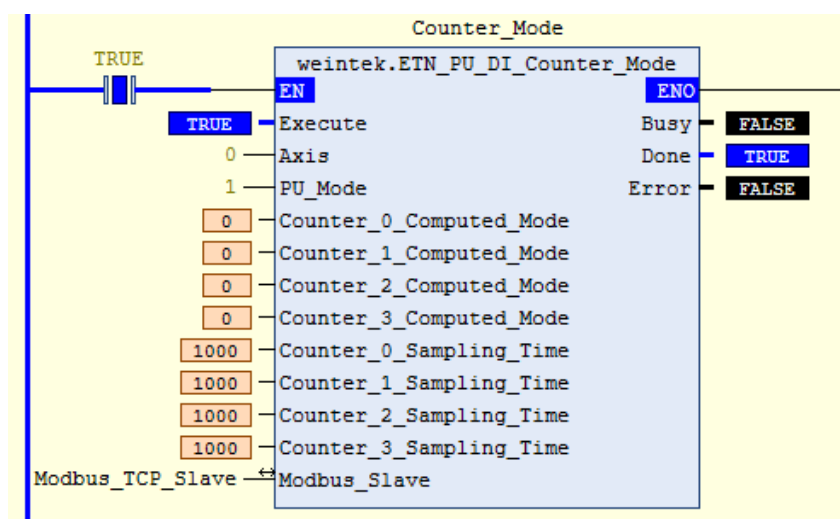 Counter_Mode
TRUE
weintek.ETN_PU_DI_Counter_Mode
EN ENO
TRUE Execute Busy FALSE
0 Axis Done TRUE
1 PU_Mode Error FALSE
0 Counter_0_Computed_Mode
0 Counter_1_Computed_Mode
0 Counter_2_Computed_Mode
0 Counter_3_Computed_Mode
1000 Counter_0_Sampling_Time
1000 Counter_1_Sampling_Time
1000 Counter_2_Sampling_Time
1000 Counter_3_Sampling_Time
Modbus_TCP_Slave Modbus_Slave